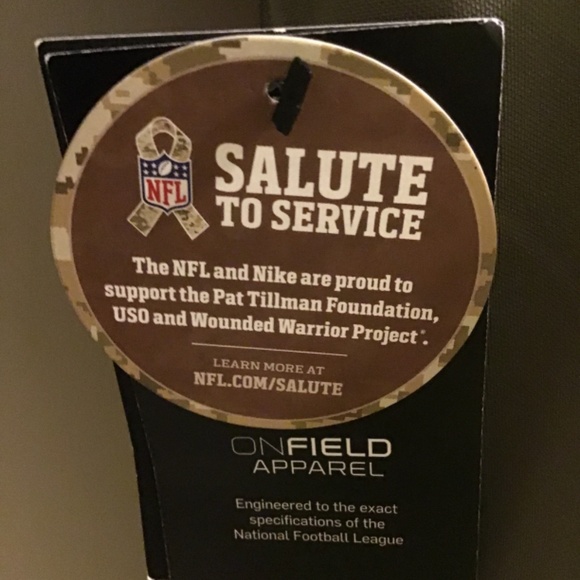 NFL
SALUTE
TO SERVICE
The NFL and Nike are proud to
support the Pat Tillman Foundation,
USO and Wounded Warrior Project®.
LEARN MORE AT
NFL.COM/SALUTE
ONFIELD
APPAREL
Engineered to the exact
specifications of the
National Football League